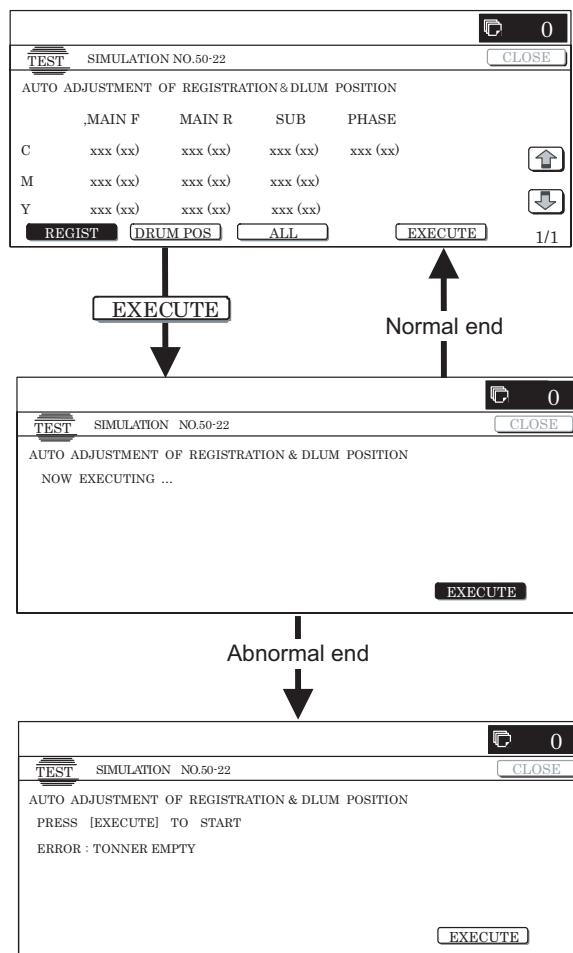 0
TEST SIMULATION NO.50-22 CLOSE
AUTO ADJUSTMENT OF REGISTRATION & DLUM POSITION
,MAIN F MAIN R SUB PHASE
C xxx (xx) xxx (xx) xxx (xx) xxx (xx)
M xxx (xx) xxx (xx) xxx (xx)
Y xxx (xx) xxx (xx) xxx (xx)
REGIST DRUM POS ALL EXECUTE 1/1
EXECUTE
Normal end
0
TEST SIMULATION NO.50-22 CLOSE
AUTO ADJUSTMENT OF REGISTRATION & DLUM POSITION
NOW EXECUTING ...
EXECUTE
Abnormal end
0
TEST SIMULATION NO.50-22 CLOSE
AUTO ADJUSTMENT OF REGISTRATION & DLUM POSITION
PRESS [EXECUTE] TO START
ERROR : TONNER EMPTY
EXECUTE